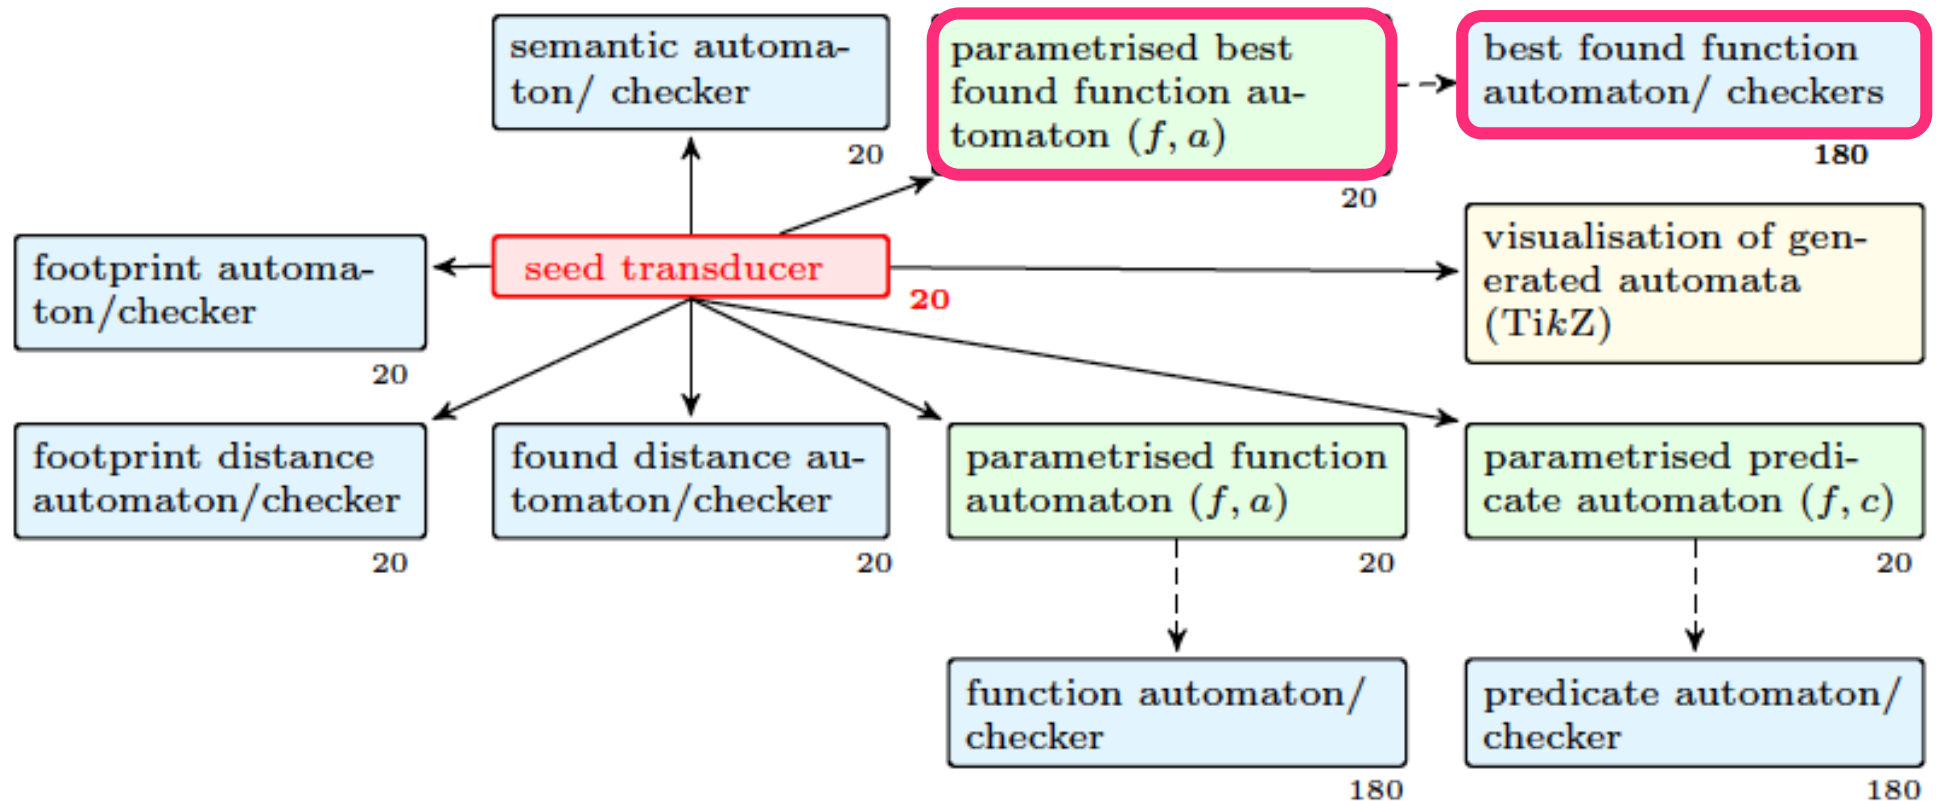 semantic automa-
ton/ checker
20
parametrised best
found function au-
tomaton (f, a)
20
best found function
automaton/ checkers
180
footprint automa-
ton/checker
20
seed transducer
20
visualisation of gen-
erated automata
(TikZ)
footprint distance
automaton/checker
20
found distance au-
tomaton/checker
20
parametrised function
automaton (f, a)
20
parametrised predi-
cate automaton (f, c)
20
function automaton/
checker
180
predicate automaton/
checker
180